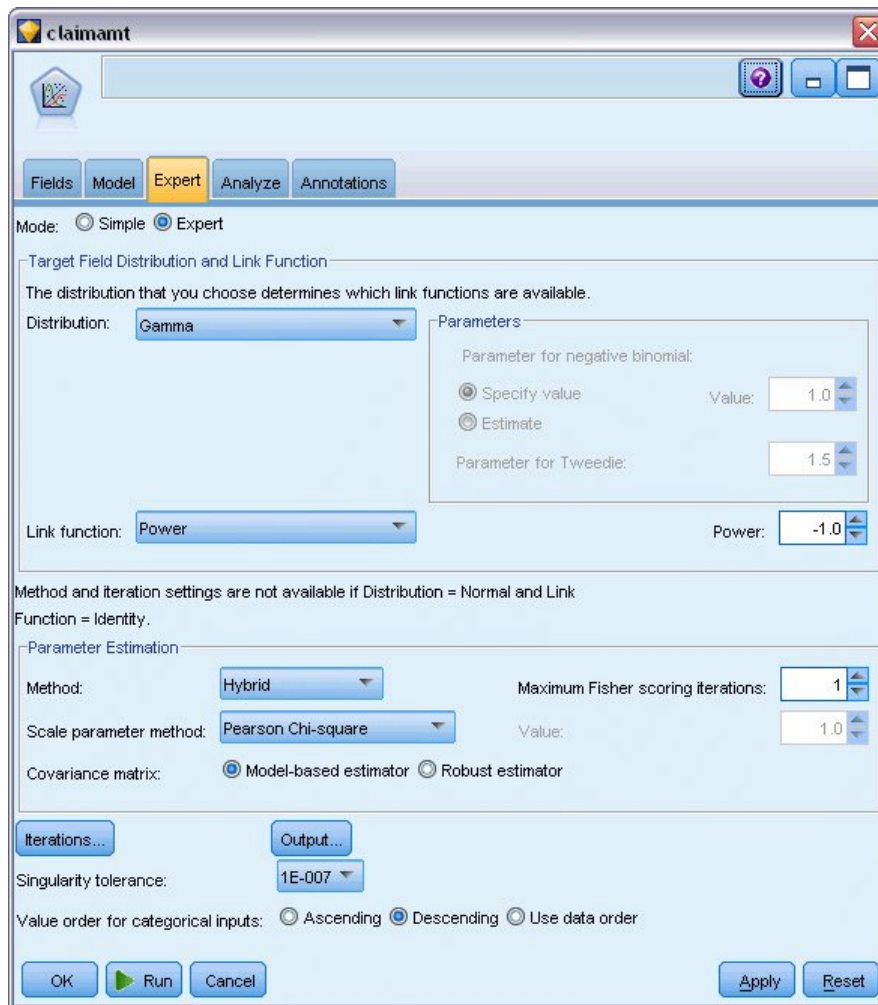 claimamt
Fields Model Expert Analyze Annotations
Mode: Simple Expert
Target Field Distribution and Link Function
The distribution that you choose determines which link functions are available.
Distribution: Gamma
Parameters
Parameter for negative binomial:
Specify value Value: 1.0
Estimate
Parameter for Tweedie: 1.5
Link function: Power Power: -1.0
Method and iteration settings are not available if Distribution = Normal and Link
Function = Identity.
Parameter Estimation
Method: Hybrid Maximum Fisher scoring iterations: 1
Scale parameter method: Pearson Chi-square Value: 1.0
Covariance matrix: Model-based estimator Robust estimator
Iterations... Output...
Singularity tolerance: 1E-007
Value order for categorical inputs: Ascending Descending Use data order
OK Run Cancel Apply Reset